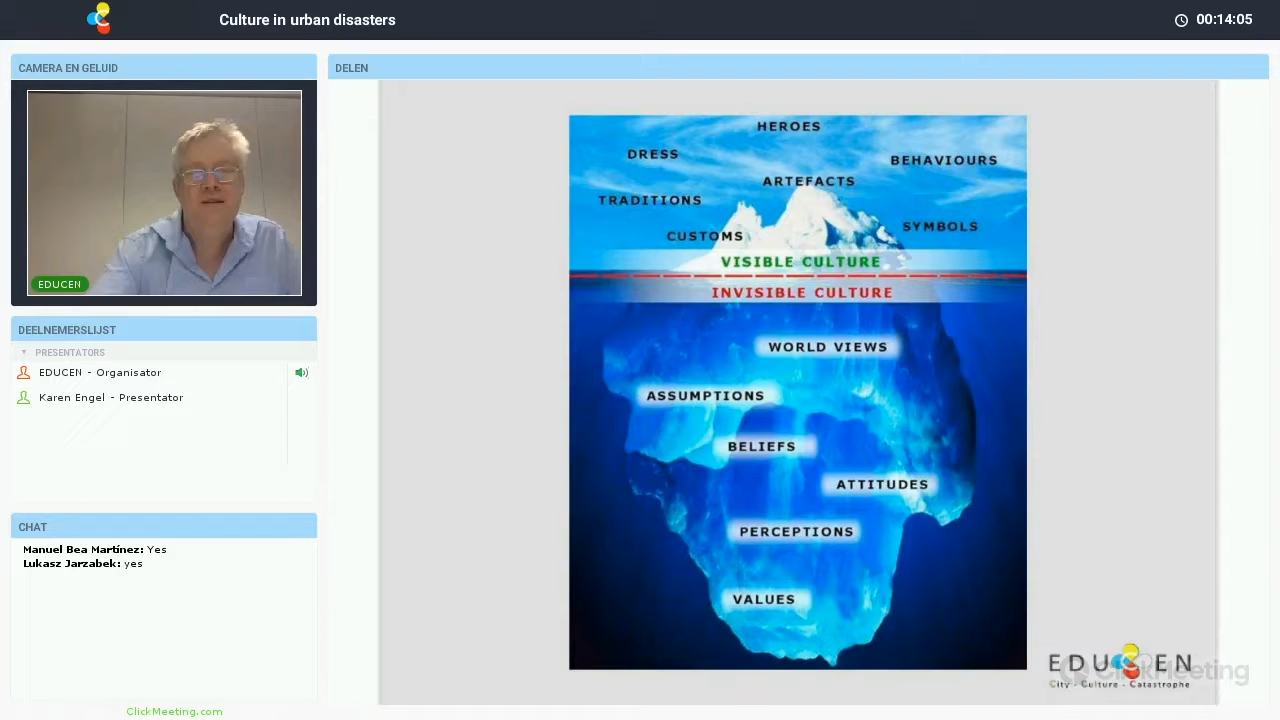 Culture in urban disasters
00:14:05
CAMERA EN GELUID
EDUCEN
DEELNEMERSLIJST
PRESENTATORS
EDUCEN - Organisator
Karen Engel - Presentator
CHAT
Manuel Bea Martínez: Yes
Lukasz Jarzabek: yes
ClickMeeting.com
DELEN
HEROES
DRESS
BEHAVIOURS
ARTEFACTS
TRADITIONS
SYMBOLS
CUSTOMS
VISIBLE CULTURE
INVISIBLE CULTURE
WORLD VIEWS
ASSUMPTIONS
BELIEFS
ATTITUDES
PERCEPTIONS
VALUES
EDUCEN
City - Culture - Catastrophe
ClickMeeting